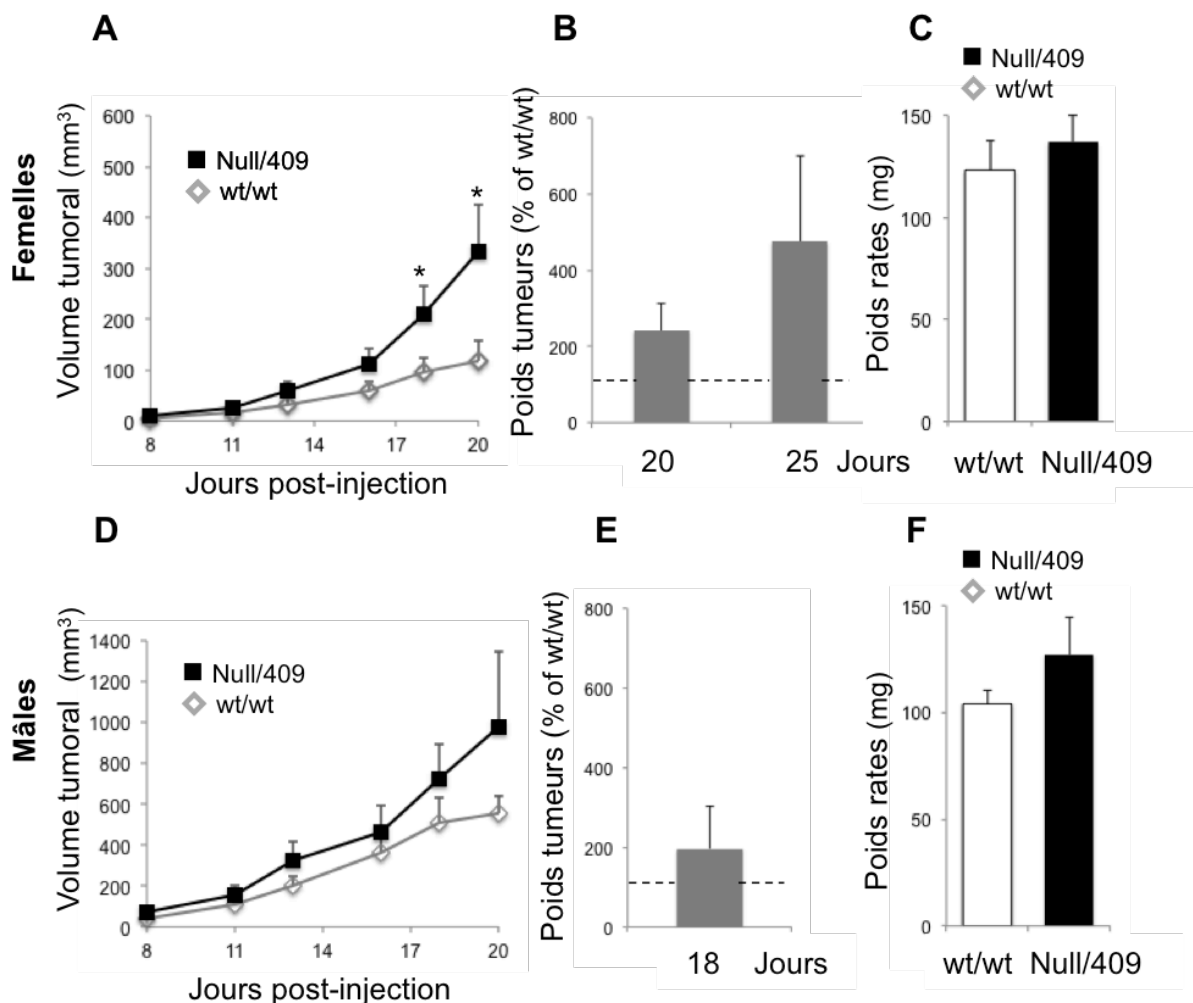 A
B
C
Femelles
Volume tumoral (mm³)
600
500
400
300
200
100
0
Null/409
wt/wt
*
*
8
11
14
17
20
Jours post-injection
Poids tumeurs (% of wt/wt)
800
600
400
200
0
20
25
Jours
Null/409
wt/wt
Poids rates (mg)
150
100
50
0
wt/wt
Null/409
D
E
F
Mâles
Volume tumoral (mm³)
1400
1200
1000
800
600
400
200
0
Null/409
wt/wt
8
11
14
17
20
Jours post-injection
Poids tumeurs (% of wt/wt)
800
600
400
200
0
18
Jours
Null/409
wt/wt
Poids rates (mg)
150
100
50
0
wt/wt
Null/409